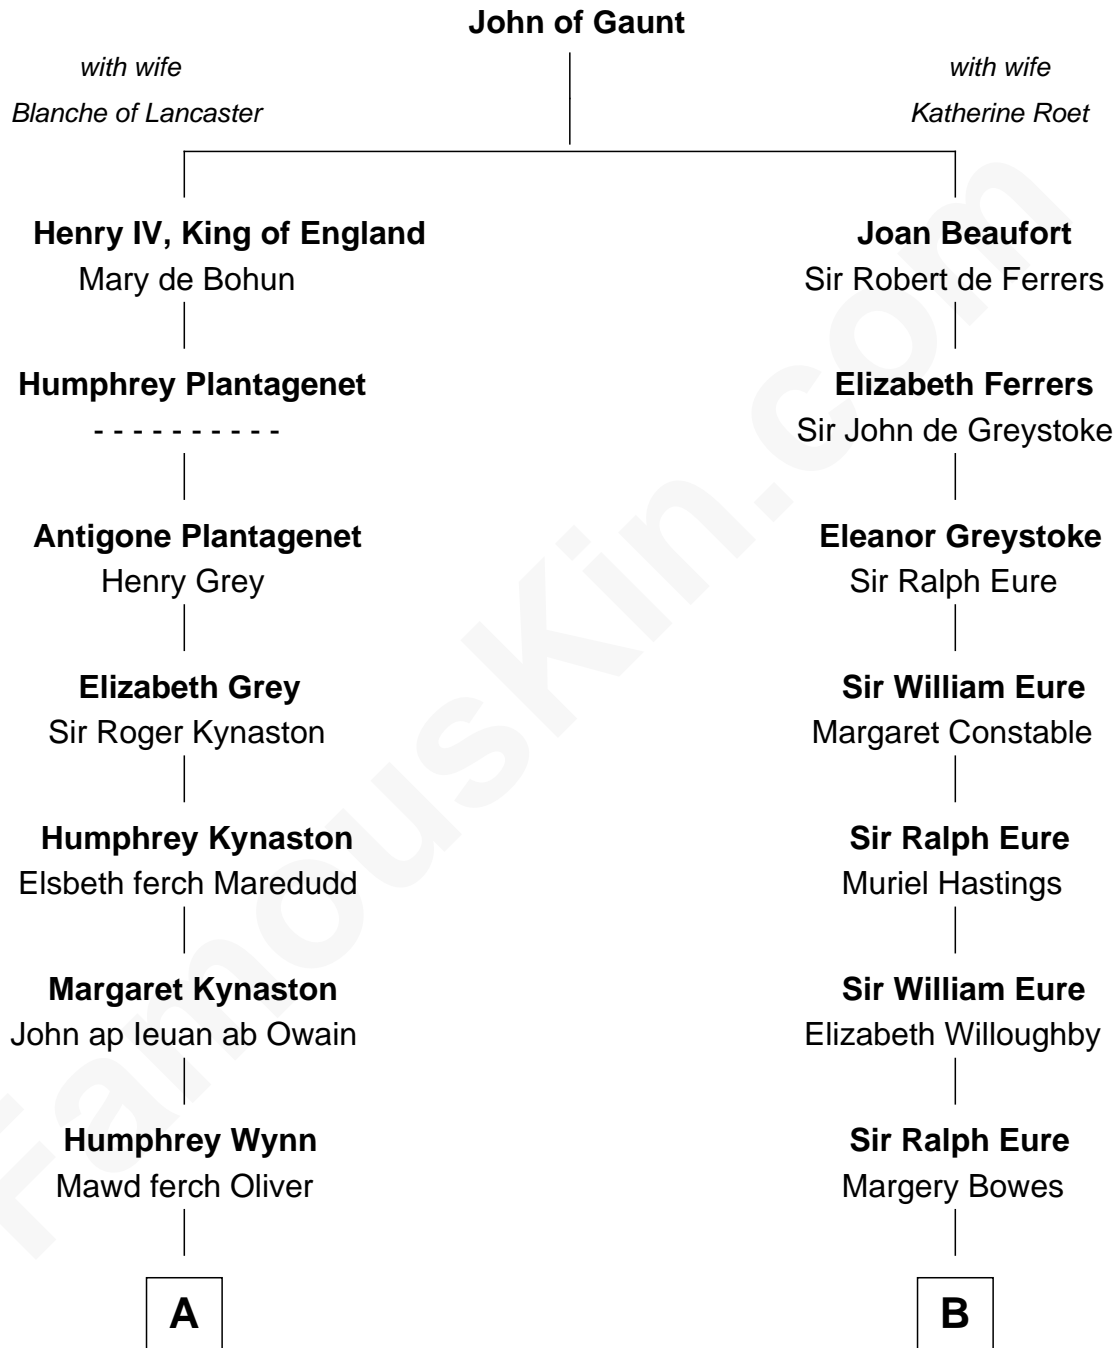 John of Gaunt
with wife
Blanche of Lancaster
with wife
Katherine Roet
Henry IV, King of England
Mary de Bohun
Joan Beaufort
Sir Robert de Ferrers
Humphrey Plantagenet
- - - - - - - - - -
Elizabeth Ferrers
Sir John de Greystoke
Antigone Plantagenet
Henry Grey
Eleanor Greystoke
Sir Ralph Eure
Elizabeth Grey
Sir Roger Kynaston
Sir William Eure
Margaret Constable
Humphrey Kynaston
Elsbeth ferch Maredudd
Sir Ralph Eure
Muriel Hastings
Margaret Kynaston
John ap Ieuan ab Owain
Sir William Eure
Elizabeth Willoughby
Humphrey Wynn
Mawd ferch Oliver
Sir Ralph Eure
Margery Bowes
A
B
FamousKin.com